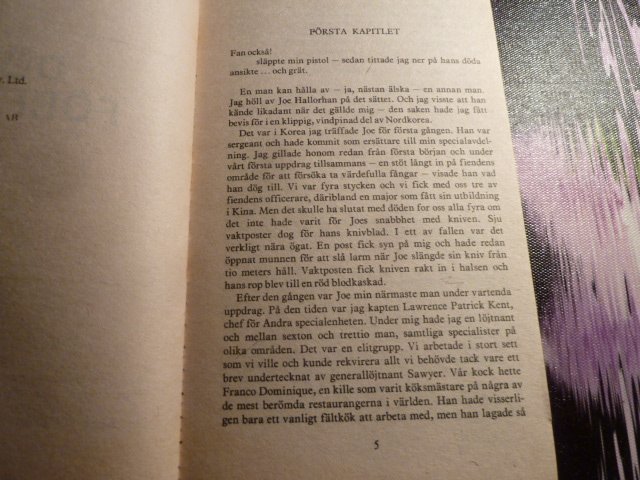 r. Ltd.
FÖRSTA KAPITLET
Fan också!
släppte min pistol – sedan tittade jag ner på hans döda
ansikte ... och grät.
En man kan hålla av – ja, nästan älska – en annan man.
Jag höll av Joe Hallorhan på det sättet. Och jag visste att han
kände likadant när det gällde mig – den saken hade jag fått
bevis för i en klippig, vindpinad del av Nordkorea.
Det var i Korea jag träffade Joe för första gången. Han var
sergeant och hade kommit som ersättare till min specialavdel-
ning. Jag gillade honom redan från första början och under
vårt första uppdrag tillsammans – en stöt långt in på fiendens
område för att försöka ta värdefulla fångar – visade han vad
han dög till. Vi var fyra stycken och vi fick med oss tre av
fiendens officerare, däribland en major som fått sin utbildning
i Kina. Men det skulle ha slutat med döden för oss alla fyra om
det inte hade varit för Joes snabbhet med kniven. Sju
vaktposter dog för hans knivblad. I ett av fallen var det
verkligt nära ögat. En post fick syn på mig och hade redan
öppnat munnen för att slå larm när Joe slängde sin kniv från
tio meters håll. Vaktposten fick kniven rakt in i halsen och
hans rop blev till en röd blodkaskad.
Efter den gången var Joe min närmaste man under vartenda
uppdrag. På den tiden var jag kapten Lawrence Patrick Kent,
chef för Andra specialenheten. Under mig hade jag en löjtnant
och mellan sexton och trettio man, samtliga specialister på
olika områden. Det var en elitgrupp. Vi arbetade i stort sett
som vi ville och kunde rekvirera allt vi behövde tack vare ett
brev undertecknat av generallöjtnant Sawyer. Vår kock hette
Franco Dominique, en kille som varit köksmästare på några av
de mest berömda restaurangerna i världen. Han hade visserli-
gen bara ett vanligt fältkök att arbeta med, men han lagade så
5